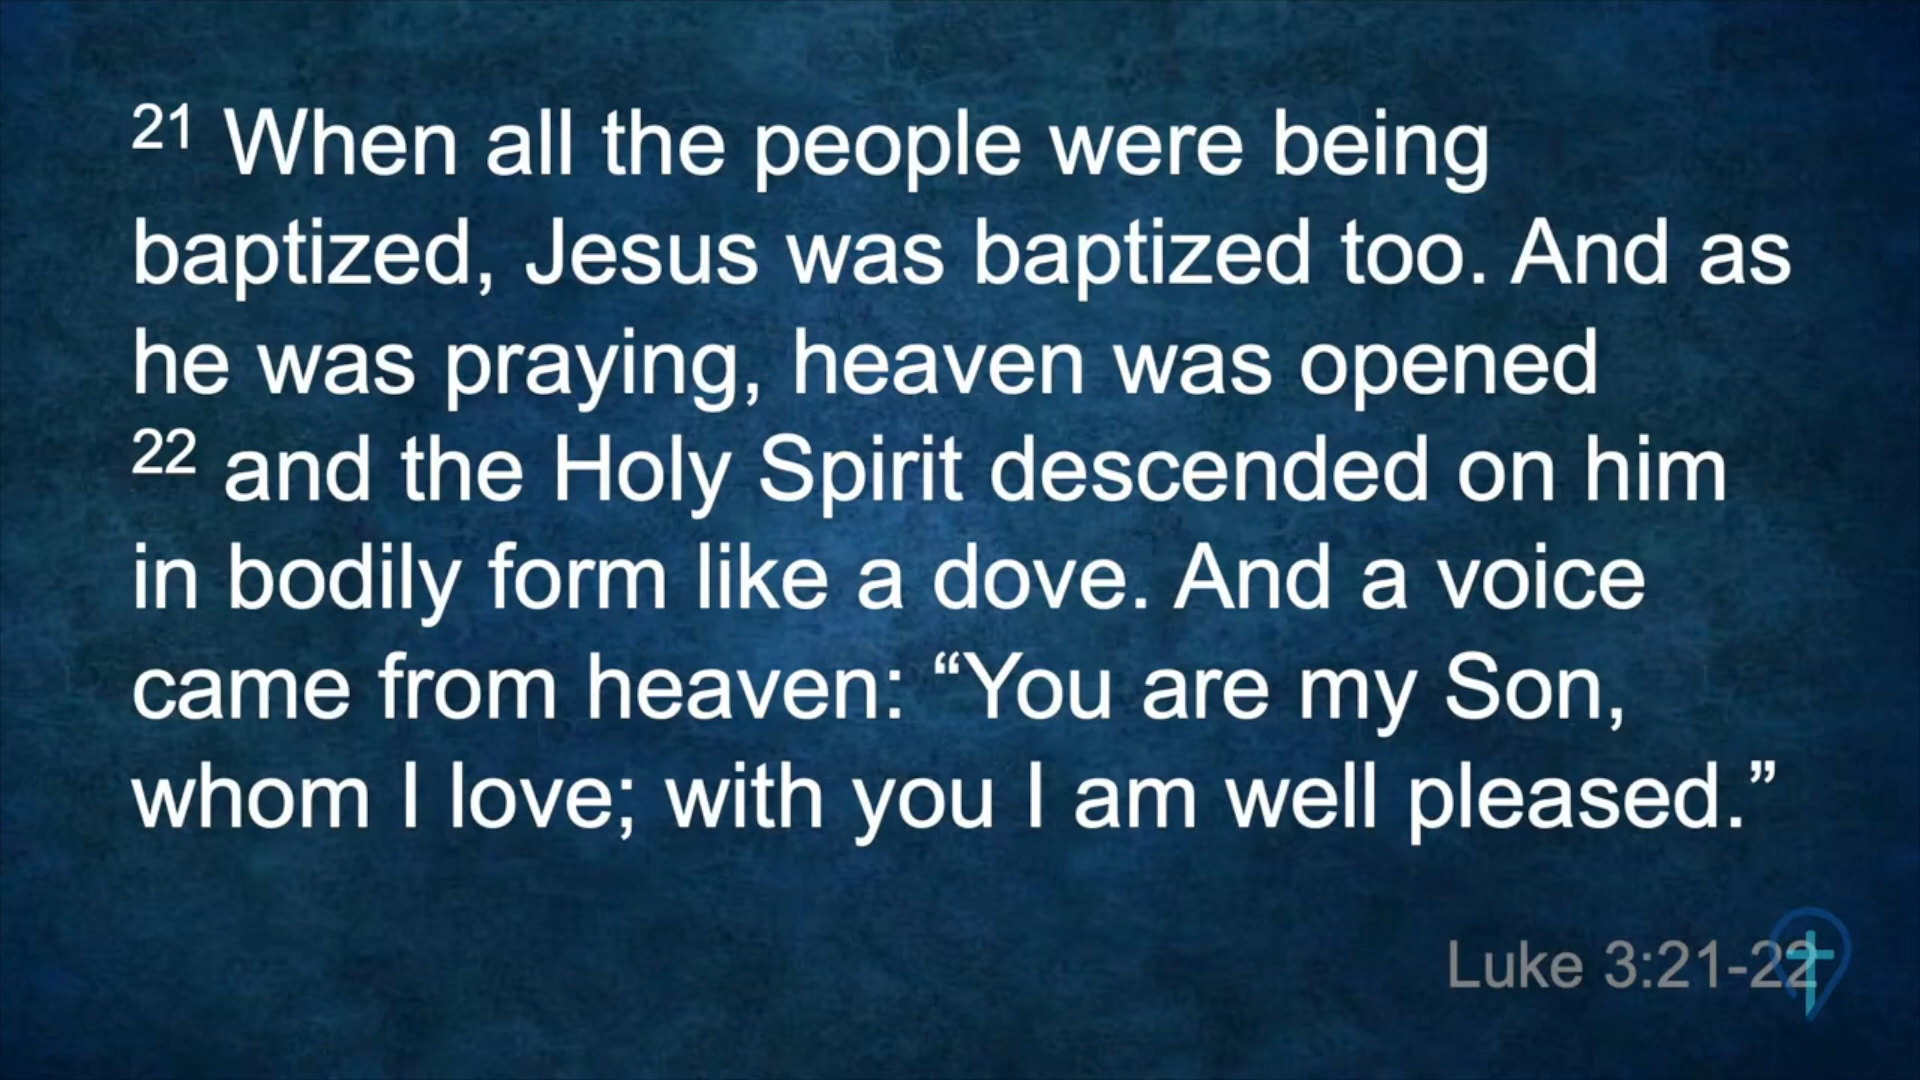 21 When all the people were being
baptized, Jesus was baptized too. And as
he was praying, heaven was opened
22 and the Holy Spirit descended on him
in bodily form like a dove. And a voice
came from heaven: “You are my Son,
whom I love; with you I am well pleased.”
Luke 3:21-22